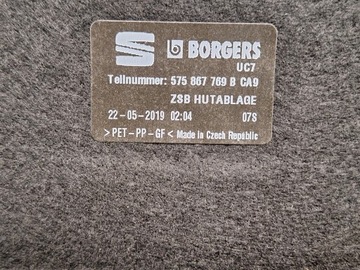 BORGERS
UC7
Teilnummer: 575 867 769 B CA9
ZSB HUTABLAGE
22-05-2019 02:04 07S
>PET-PP-GF< Made in Czech Republic